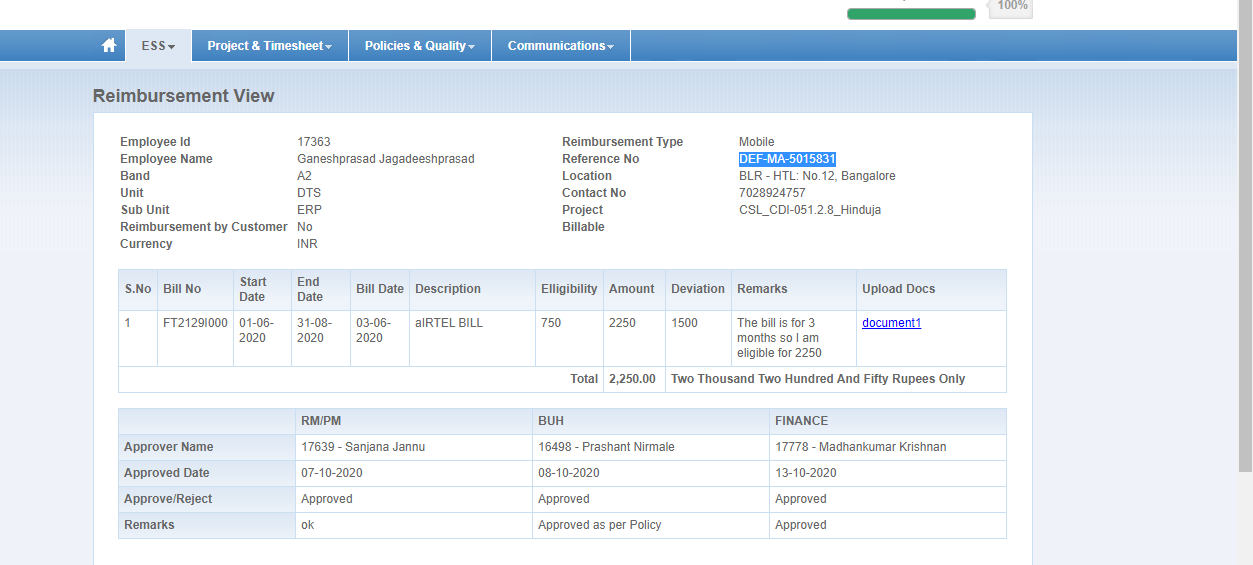 100%
ESS
Project & Timesheet
Policies & Quality
Communications
Reimbursement View
Employee Id 17363 Reimbursement Type Mobile
Employee Name Ganeshprasad Jagadeeshprasad Reference No DEF-MA-5015831
Band A2 Location BLR - HTL: No.12, Bangalore
Unit DTS Contact No 7028924757
Sub Unit ERP Project CSL_CDI-051.2.8_Hinduja
Reimbursement by Customer No Billable
Currency INR
S.No Bill No Start Date End Date Bill Date Description Elligibility Amount Deviation Remarks Upload Docs
1 FT2129I000 01-06-2020 31-08-2020 03-06-2020 aIRTEL BILL 750 2250 1500 The bill is for 3 months so I am eligible for 2250 document1
Total 2,250.00 Two Thousand Two Hundred And Fifty Rupees Only
RM/PM BUH FINANCE
Approver Name 17639 - Sanjana Jannu 16498 - Prashant Nirmale 17778 - Madhankumar Krishnan
Approved Date 07-10-2020 08-10-2020 13-10-2020
Approve/Reject Approved Approved Approved
Remarks ok Approved as per Policy Approved